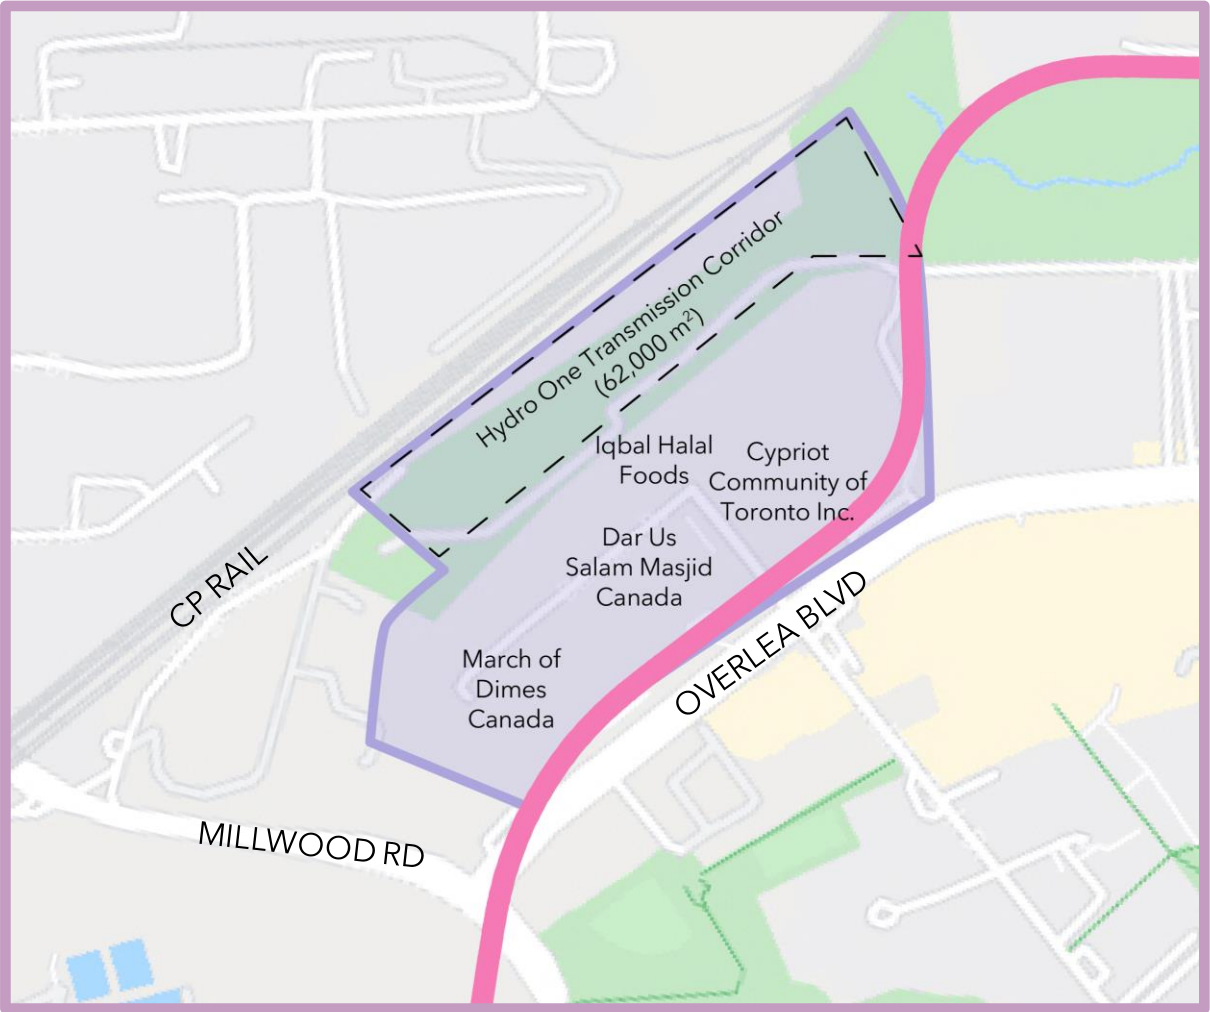 Hydro One Transmission Corridor
(62,000 m²)
Iqbal Halal
Foods
Cypriot
Community of
Toronto Inc.
Dar Us
Salam Masjid
Canada
CP RAIL
March of
Dimes
Canada
OVERLEA BLVD
MILLWOOD RD